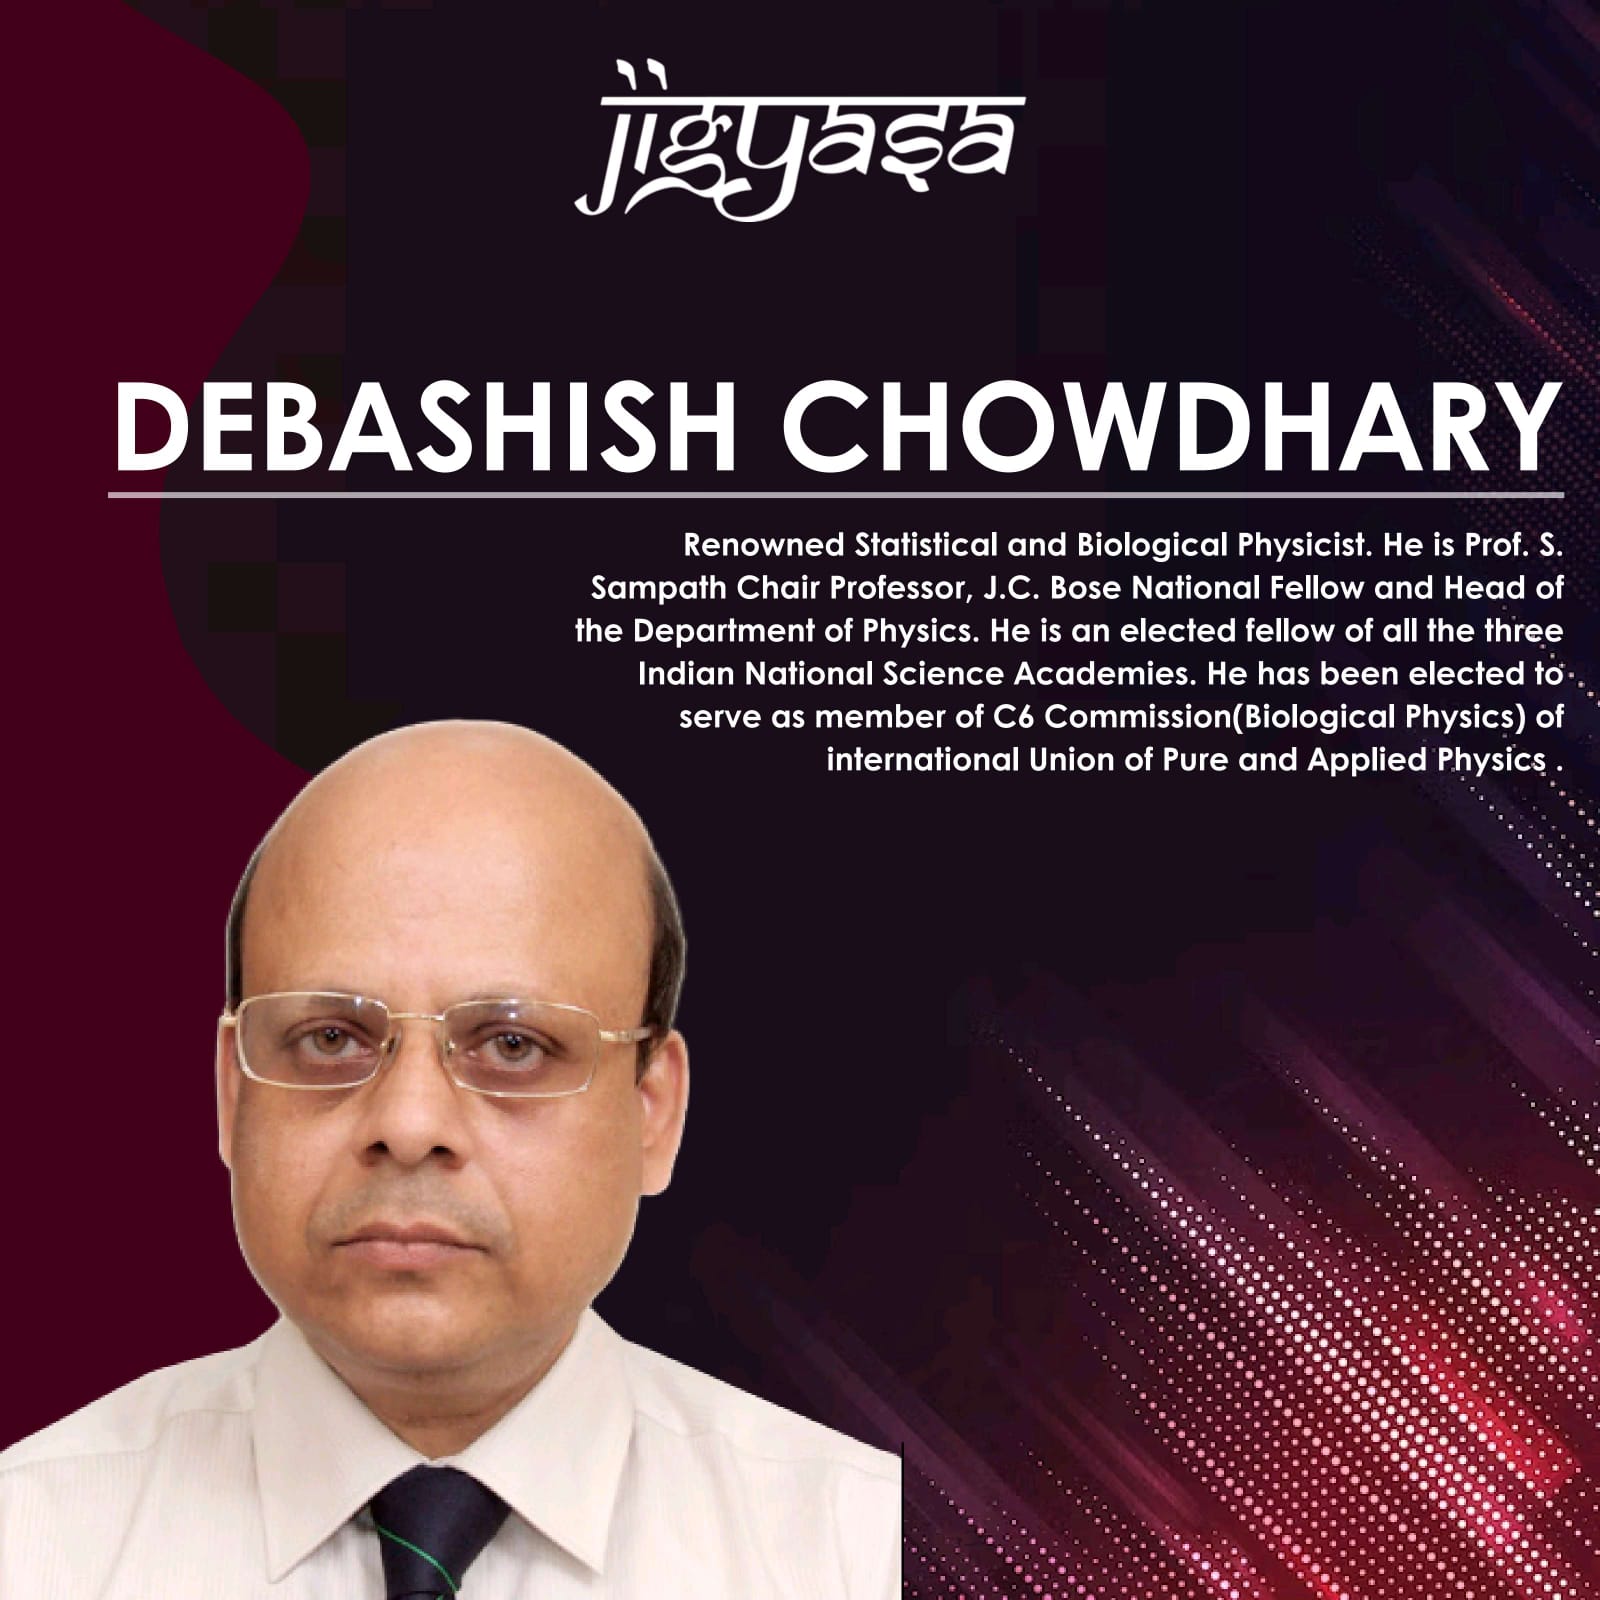 jigyasa
DEBASHISH CHOWDHARY
Renowned Statistical and Biological Physicist. He is Prof. S.
Sampath Chair Professor, J.C. Bose National Fellow and Head of
the Department of Physics. He is an elected fellow of all the three
Indian National Science Academies. He has been elected to
serve as member of C6 Commission(Biological Physics) of
international Union of Pure and Applied Physics .